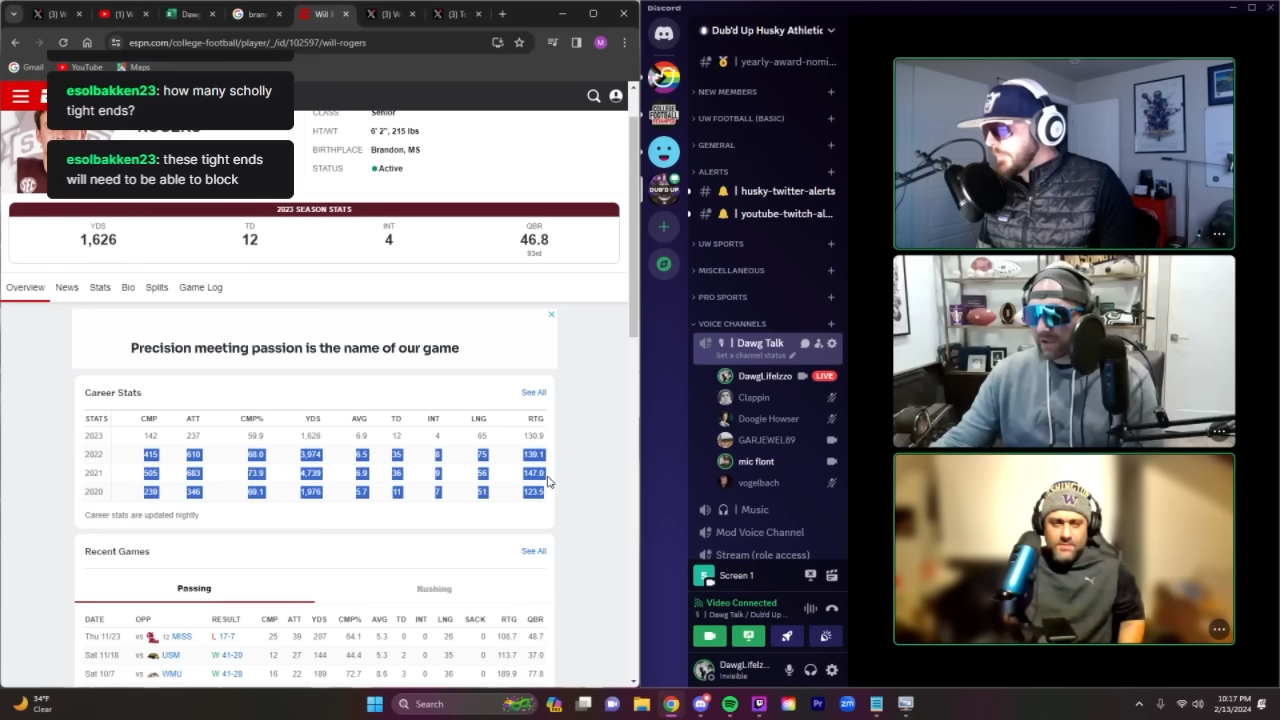 (V
(V
Dawg
brans
Will F
(3) W
(3) Tc
espn.com/college-football/player/_/id/102597/will-rogers
M
Gmail
YouTube
Maps
esolbakken23: how many scholly
tight ends?
ROGERS
esolbakken23: these tight ends
will need to be able to block
CLASS Senior
HT/WT 6' 2", 215 lbs
BIRTHPLACE Brandon, MS
STATUS Active
2023 SEASON STATS
YDS TD INT QBR
1,626 12 4 46.8
93rd
Overview News Stats Bio Splits Game Log
Precision meeting passion is the name of our game
Career Stats See All
STATS CMP ATT CMP% YDS AVG TD INT LNG RTG
2023 142 237 59.9 1,626 6.9 12 4 65 130.9
2022 415 610 68.0 3,974 6.5 35 8 75 139.1
2021 505 683 73.9 4,739 6.9 36 9 56 147.0
2020 239 346 69.1 1,976 5.7 11 7 51 123.5
Career stats are updated nightly
Recent Games See All
Passing Rushing
DATE OPP RESULT CMP ATT YDS CMP% AVG TD INT LNG SACK RTG QBR
Thu 11/23 vs 12 MISS L 17-7 25 39 207 64.1 5.3 0 0 26 0 108.7 48.7
Sat 11/18 vs USM W 41-20 12 27 144 44.4 5.3 2 0 35 0 113.7 37.0
Sat 10/7 vs WMU W 41-28 16 22 189 72.7 8.6 3 0 36 0 189.9 77.8
Discord
Dub'd Up Husky Athletic
yearly-award-nomi...
NEW MEMBERS
UW FOOTBALL (BASIC)
GENERAL
ALERTS
| husky-twitter-alerts
| youtube-twitch-al...
UW SPORTS
MISCELLANEOUS
PRO SPORTS
VOICE CHANNELS
| Dawg Talk
Set a channel status
DawgLifeIzzo LIVE
Clappin
Doogie Howser
GARJEWEL89
mic flont
vogelbach
| Music
Mod Voice Channel
Stream (role access)
S Screen 1
Video Connected
| Dawg Talk / Dub'd Up...
DawgLifeIz...
Invisible
DUB'D UP
WASHINGTON
W
34°F
Clear
Search
Pr
zm
10:17 PM
2/13/2024